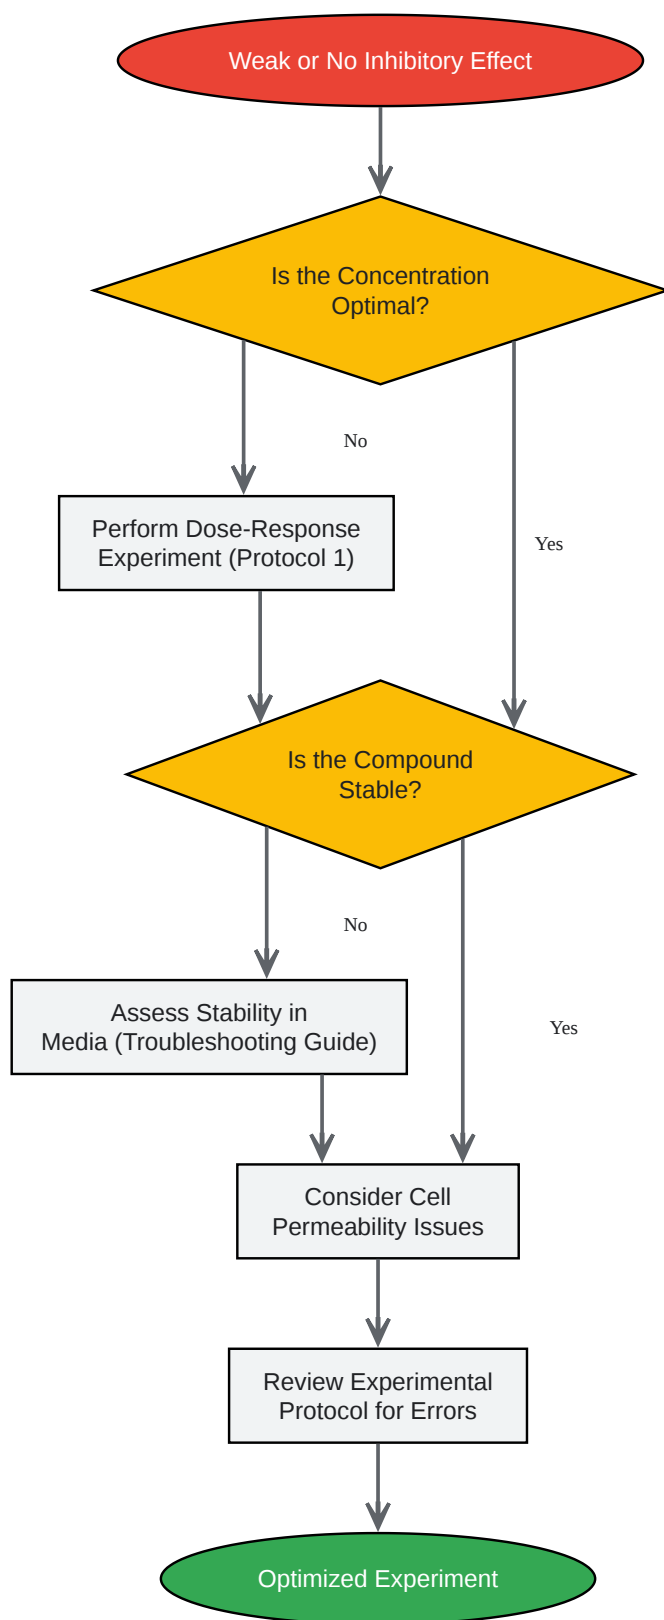 Weak or No Inhibitory Effect
Is the Concentration
Optimal?
No
Perform Dose-Response
Experiment (Protocol 1)
Yes
Is the Compound
Stable?
No
Assess Stability in
Media (Troubleshooting Guide)
Yes
Consider Cell
Permeability Issues
Review Experimental
Protocol for Errors
Optimized Experiment